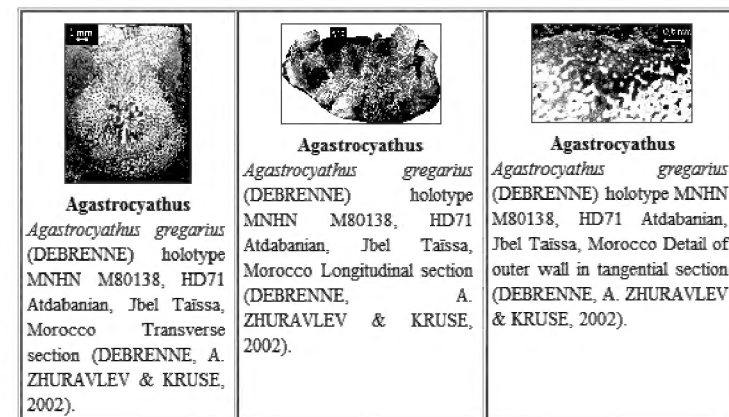 1 mm
Agastrocyathus
Agastrocyathus gregarius
(DEBRENNE) holotype
MNHN M80138, HD71
Atdabanian, Jbel Taïssa,
Morocco Transverse
section (DEBRENNE, A.
ZHURAVLEV & KRUSE,
2002).
Agastrocyathus
Agastrocyathus gregarius
(DEBRENNE) holotype
MNHN M80138, HD71
Atdabanian, Jbel Taïssa,
Morocco Longitudinal section
(DEBRENNE, A.
ZHURAVLEV & KRUSE,
2002).
Agastrocyathus
Agastrocyathus gregarius
(DEBRENNE) holotype MNHN
M80138, HD71 Atdabanian,
Jbel Taïssa, Morocco Detail of
outer wall in tangential section
(DEBRENNE, A. ZHURAVLEV
& KRUSE, 2002).